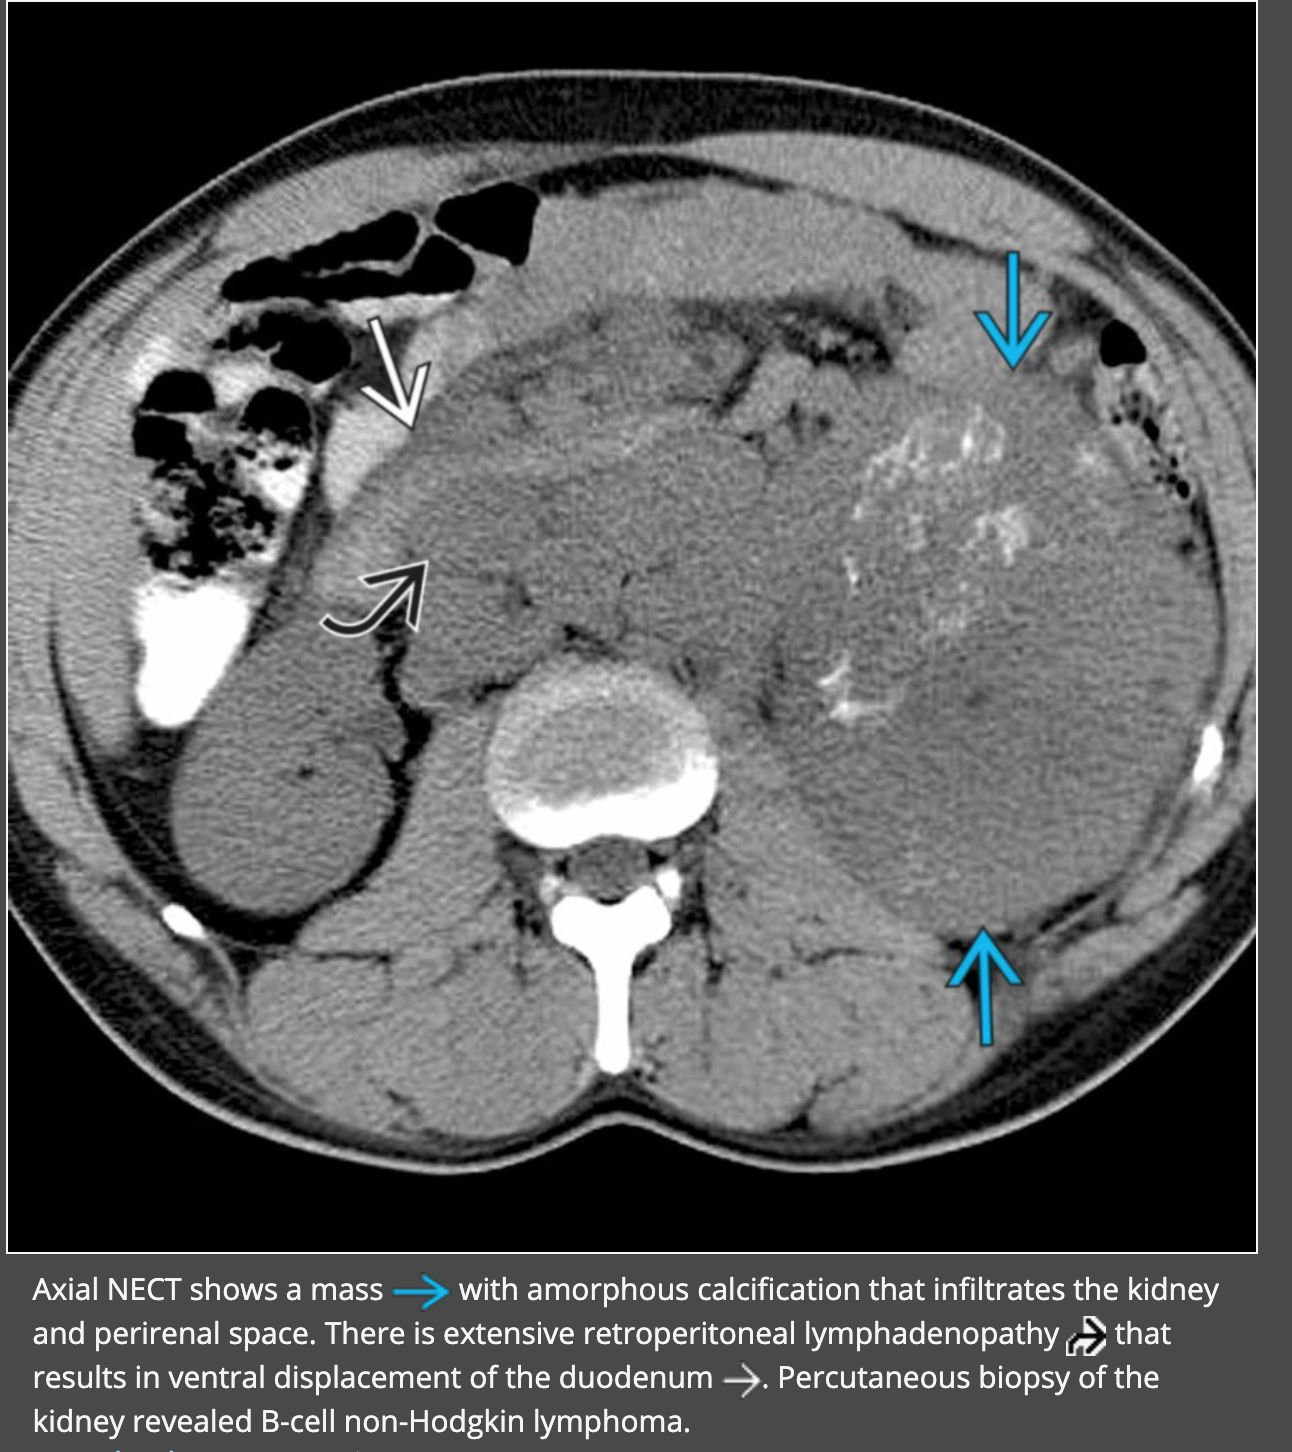 Axial NECT shows a mass → with amorphous calcification that infiltrates the kidney
and perirenal space. There is extensive retroperitoneal lymphadenopathy that
results in ventral displacement of the duodenum →. Percutaneous biopsy of the
kidney revealed B-cell non-Hodgkin lymphoma.